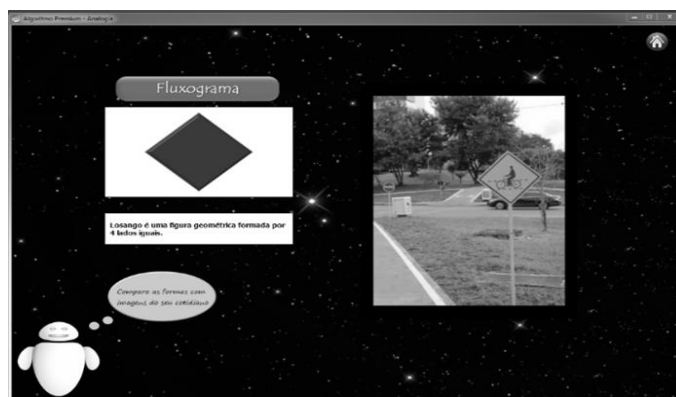 Algoritmo Premium - Analogia
Fluxograma
Losango é uma figura geométrica formada por
4 lados iguais.
Compare as formas com
imagens do seu cotidiano